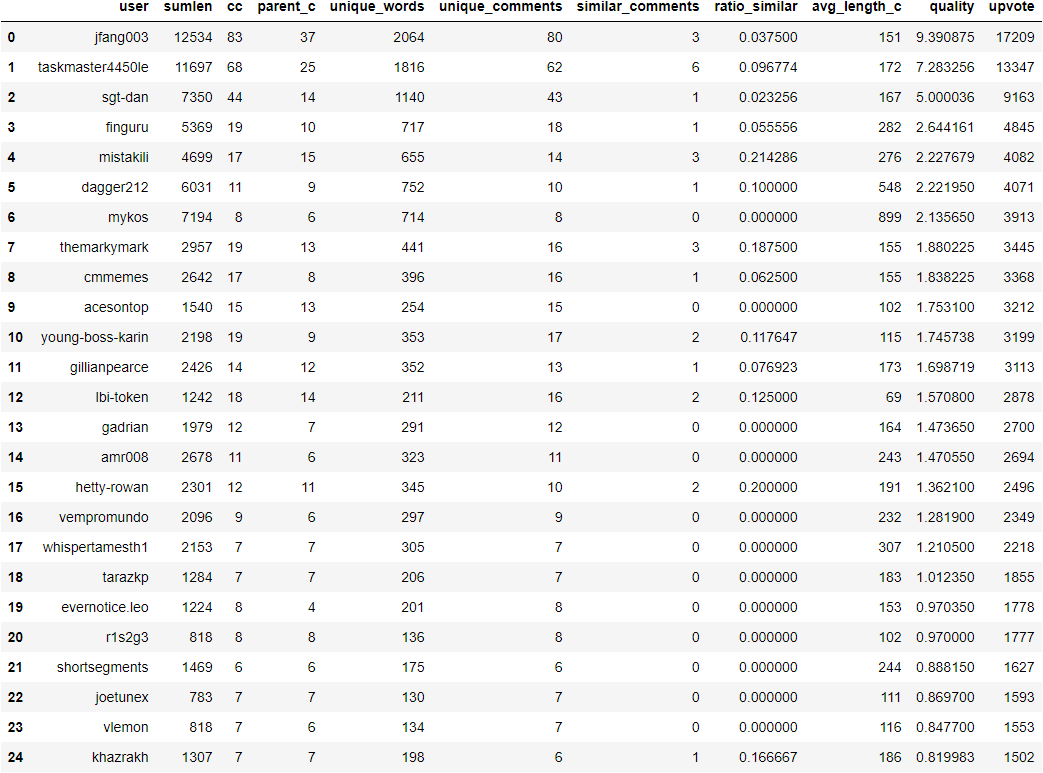 user sumlen cc parent_c unique_words unique_comments similar_comments ratio_similar avg_length_c quality upvote
0 jfang003 12534 83 37 2064 80 3 0.037500 151 9.390875 17209
1 taskmaster4450le 11697 68 25 1816 62 6 0.096774 172 7.283256 13347
2 sgt-dan 7350 44 14 1140 43 1 0.023256 167 5.000036 9163
3 finguru 5369 19 10 717 18 1 0.055556 282 2.644161 4845
4 mistakili 4699 17 15 655 14 3 0.214286 276 2.227679 4082
5 dagger212 6031 11 9 752 10 1 0.100000 548 2.221950 4071
6 mykos 7194 8 6 714 8 0 0.000000 899 2.135650 3913
7 themarkymark 2957 19 13 441 16 3 0.187500 155 1.880225 3445
8 cmmemes 2642 17 8 396 16 1 0.062500 155 1.838225 3368
9 acesontop 1540 15 13 254 15 0 0.000000 102 1.753100 3212
10 young-boss-karin 2198 19 9 353 17 2 0.117647 115 1.745738 3199
11 gillianpearce 2426 14 12 352 13 1 0.076923 173 1.698719 3113
12 lbi-token 1242 18 14 211 16 2 0.125000 69 1.570800 2878
13 gadrian 1979 12 7 291 12 0 0.000000 164 1.473650 2700
14 amr008 2678 11 6 323 11 0 0.000000 243 1.470550 2694
15 hetty-rowan 2301 12 11 345 10 2 0.200000 191 1.362100 2496
16 vempromundo 2096 9 6 297 9 0 0.000000 232 1.281900 2349
17 whispertamesth1 2153 7 7 305 7 0 0.000000 307 1.210500 2218
18 tarazkp 1284 7 7 206 7 0 0.000000 183 1.012350 1855
19 evernotice.leo 1224 8 4 201 8 0 0.000000 153 0.970350 1778
20 r1s2g3 818 8 8 136 8 0 0.000000 102 0.970000 1777
21 shortsegments 1469 6 6 175 6 0 0.000000 244 0.888150 1627
22 joetunex 783 7 7 130 7 0 0.000000 111 0.869700 1593
23 vlemon 818 7 6 134 7 0 0.000000 116 0.847700 1553
24 khazrakh 1307 7 7 198 6 1 0.166667 186 0.819983 1502